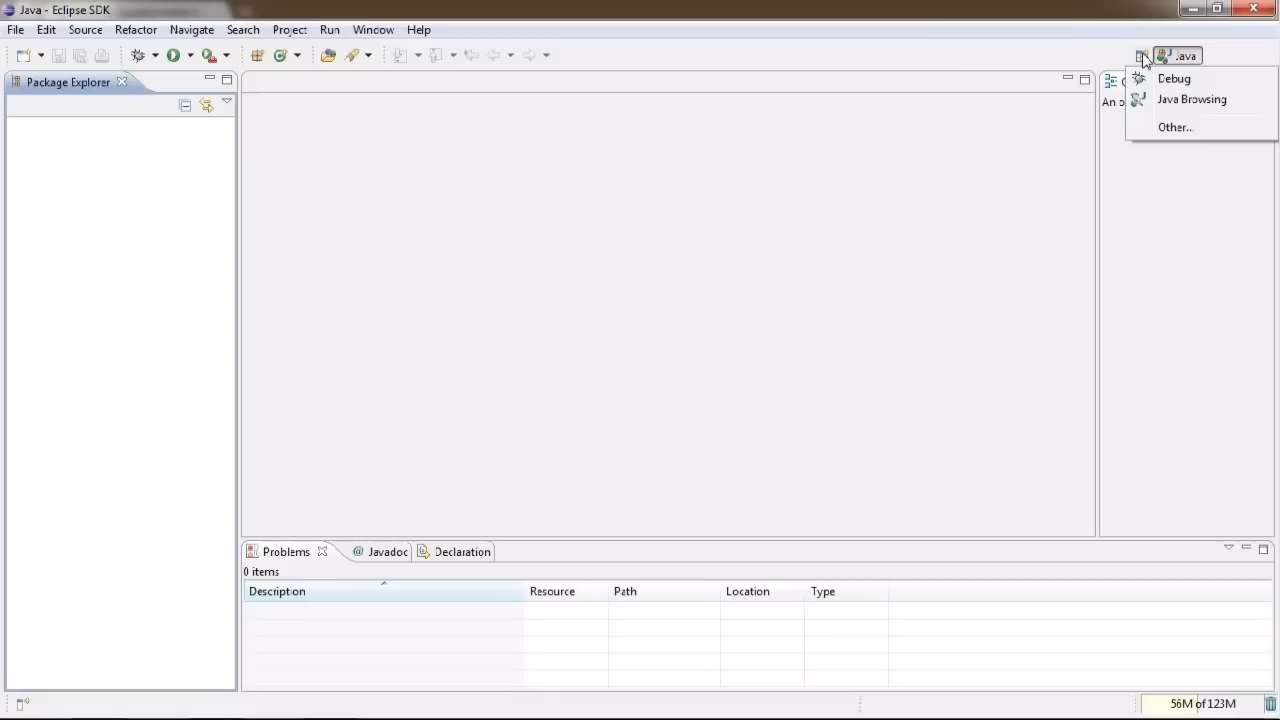 Java - Eclipse SDK
File Edit Source Refactor Navigate Search Project Run Window Help
Java
Package Explorer
Debug
An
Java Browsing
Other...
Problems @ Javadoc Declaration
0 items
Description Resource Path Location Type
56M of 123M